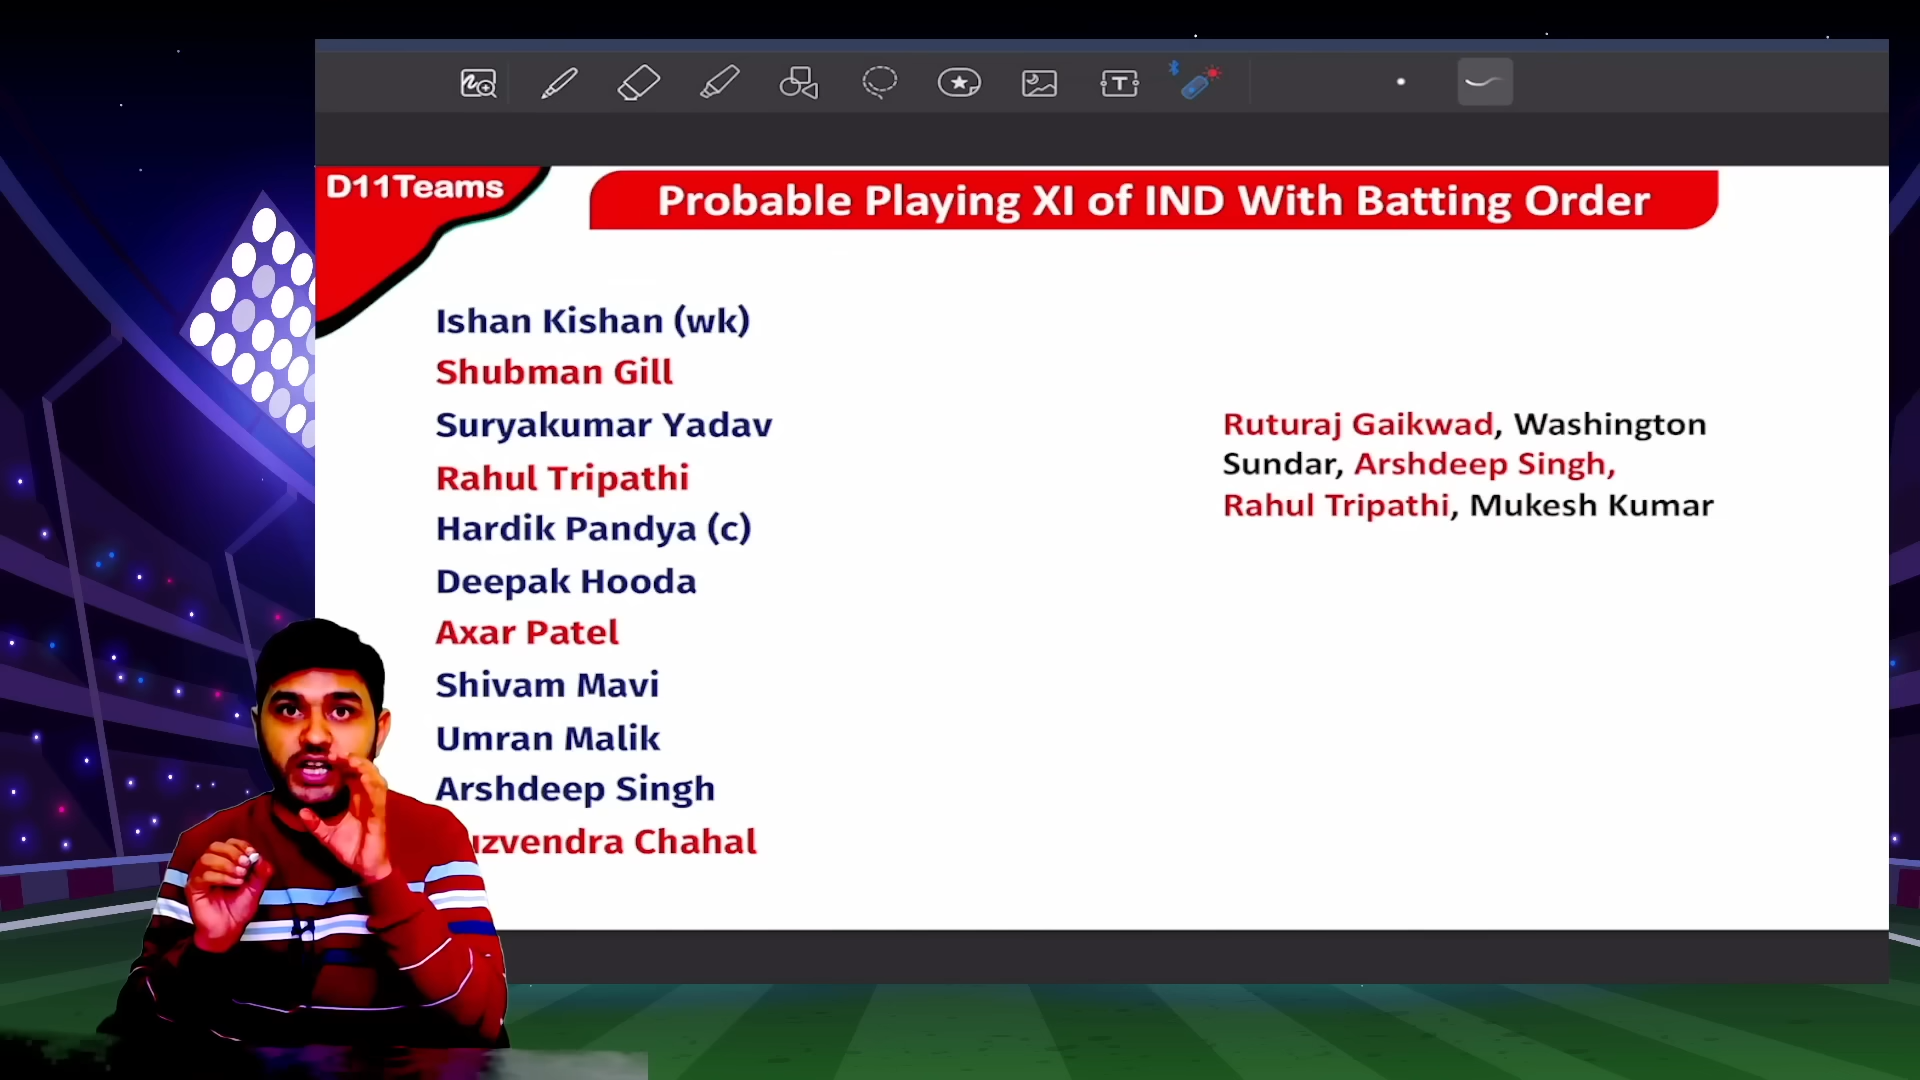 D11Teams
Probable Playing XI of IND With Batting Order
Ishan Kishan (wk)
Shubman Gill
Suryakumar Yadav
Rahul Tripathi
Hardik Pandya (c)
Deepak Hooda
Axar Patel
Shivam Mavi
Umran Malik
Arshdeep Singh
uzvendra Chahal
Ruturaj Gaikwad, Washington
Sundar, Arshdeep Singh,
Rahul Tripathi, Mukesh Kumar